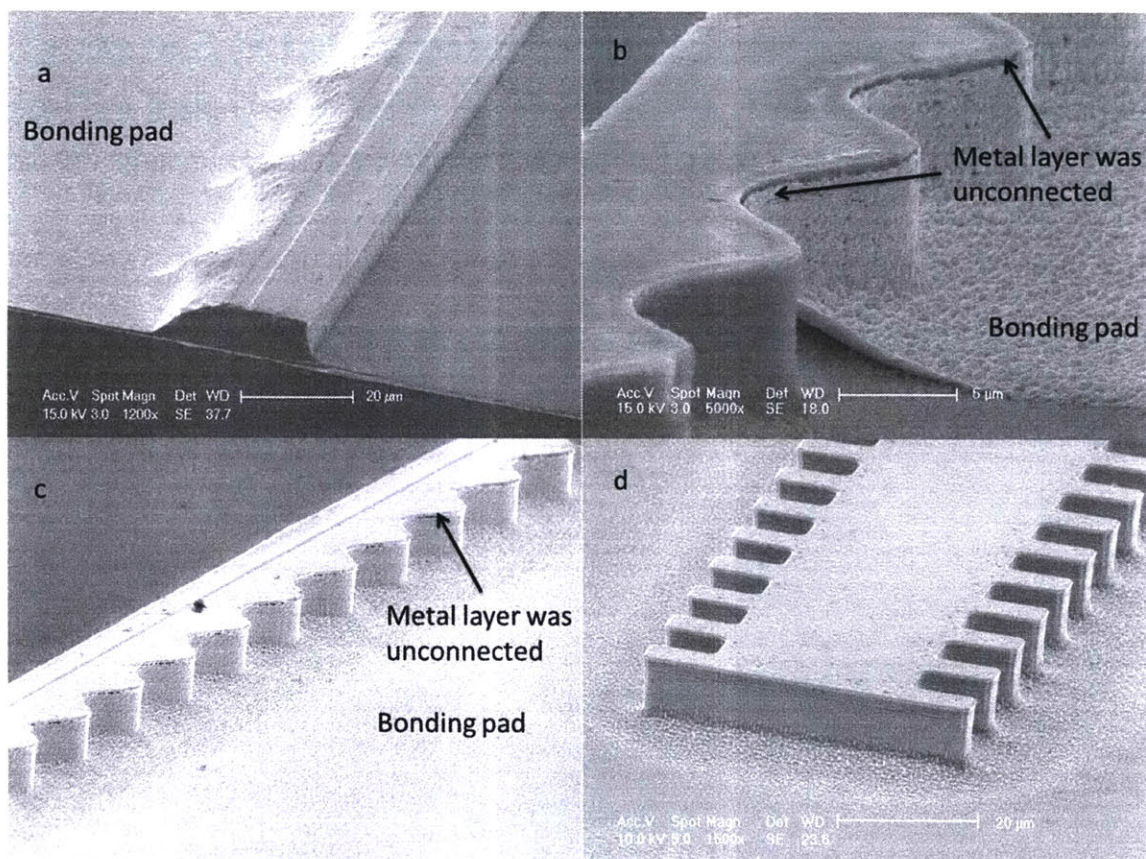 a
Bonding pad
Acc.V Spot Magn Det WD 20 µm
15.0 kV 3.0 1200x SE 37.7
b
Metal layer was
unconnected
Bonding pad
Acc.V Spot Magn Det WD 5 µm
15.0 kV 3.0 5000x SE 18.0
c
Metal layer was
unconnected
Bonding pad
d
Acc.V Spot Magn Det WD 20 µm
10.0 kV 5.0 1500x SE 23.6